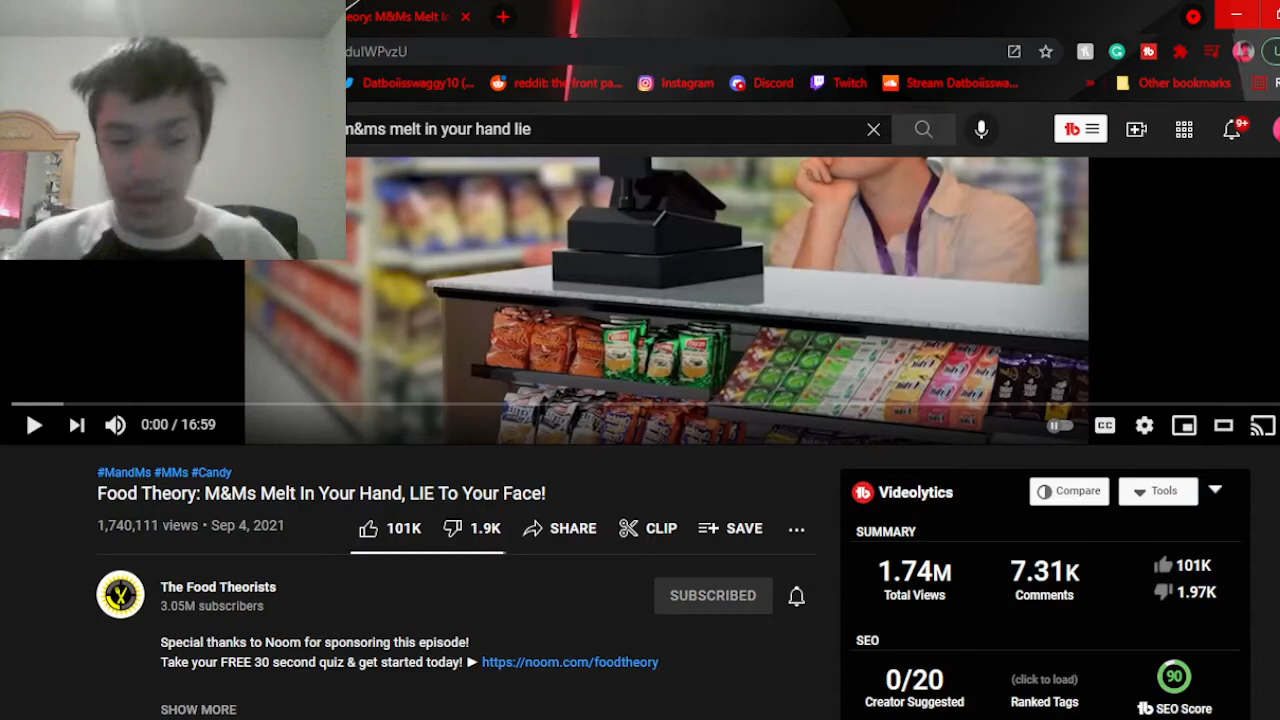 eory: M&Ms Melt In
dulWPvzU
Datboiisswaggy10 (...
reddit: the front pa...
Instagram
Discord
Twitch
Stream Datboiisswa...
»
Other bookmarks
m&ms melt in your hand lie
9+
0:00 / 16:59
CC
#MandMs #MMs #Candy
Food Theory: M&Ms Melt In Your Hand, LIE To Your Face!
1,740,111 views • Sep 4, 2021
101K
1.9K
SHARE
CLIP
SAVE
The Food Theorists
3.05M subscribers
SUBSCRIBED
Special thanks to Noom for sponsoring this episode!
Take your FREE 30 second quiz & get started today! ► https://noom.com/foodtheory
SHOW MORE
Videolytics
Compare
Tools
SUMMARY
1.74M
Total Views
7.31K
Comments
101K
1.97K
SEO
0/20
Creator Suggested
(click to load)
Ranked Tags
90
tb SEO Score